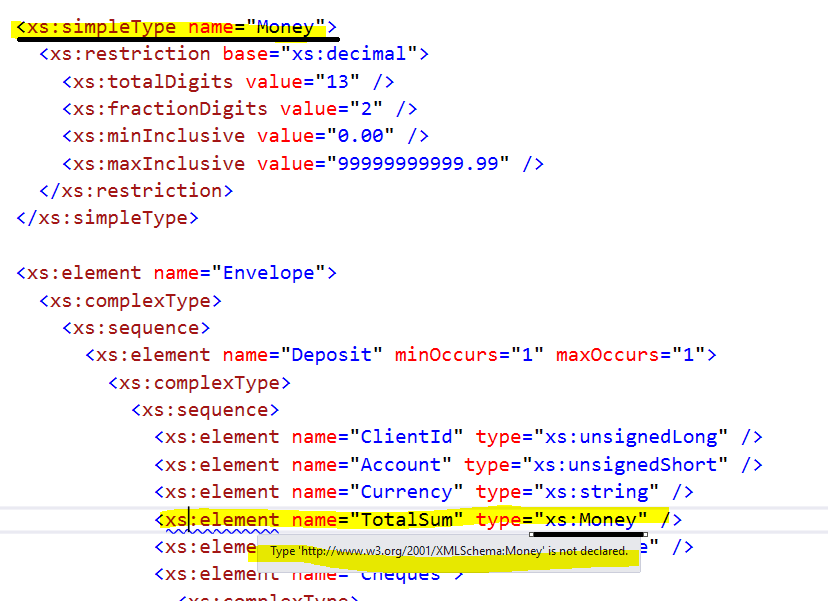 <xs:simpleType name="Money">
<xs:restriction base="xs:decimal">
<xs:totalDigits value="13" />
<xs:fractionDigits value="2" />
<xs:minInclusive value="0.00" />
<xs:maxInclusive value="99999999999.99" />
</xs:restriction>
</xs:simpleType>
<xs:element name="Envelope">
<xs:complexType>
<xs:sequence>
<xs:element name="Deposit" minOccurs="1" maxOccurs="1">
<xs:complexType>
<xs:sequence>
<xs:element name="ClientId" type="xs:unsignedLong" />
<xs:element name="Account" type="xs:unsignedShort" />
<xs:element name="Currency" type="xs:string" />
<xs:element name="TotalSum" type="xs:Money" />
<xs:eleme
Type 'http://www.w3.org/2001/XMLSchema:Money' is not declared.
e" />
<xs:element name="Cheques">
<xs:complexType>